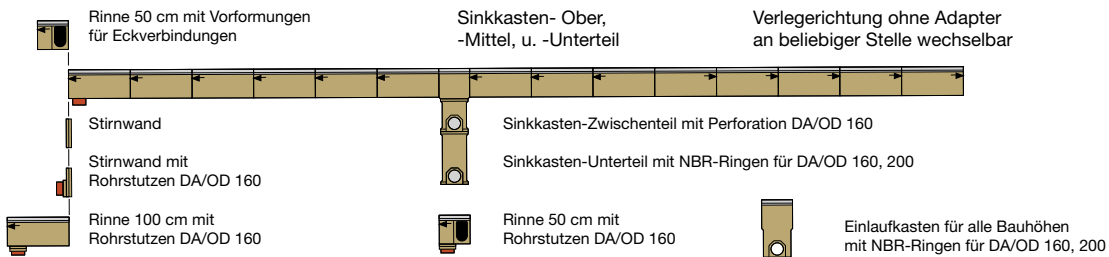 Rinne 50 cm mit Vorformungen
für Eckverbindungen
Sinkkasten- Ober,
-Mittel, u. -Unterteil
Verlegerichtung ohne Adapter
an beliebiger Stelle wechselbar
Stirnwand
Sinkkasten-Zwischenteil mit Perforation DA/OD 160
Stirnwand mit
Rohrstutzen DA/OD 160
Sinkkasten-Unterteil mit NBR-Ringen für DA/OD 160, 200
Rinne 100 cm mit
Rohrstutzen DA/OD 160
Rinne 50 cm mit
Rohrstutzen DA/OD 160
Einlaufkasten für alle Bauhöhen
mit NBR-Ringen für DA/OD 160, 200